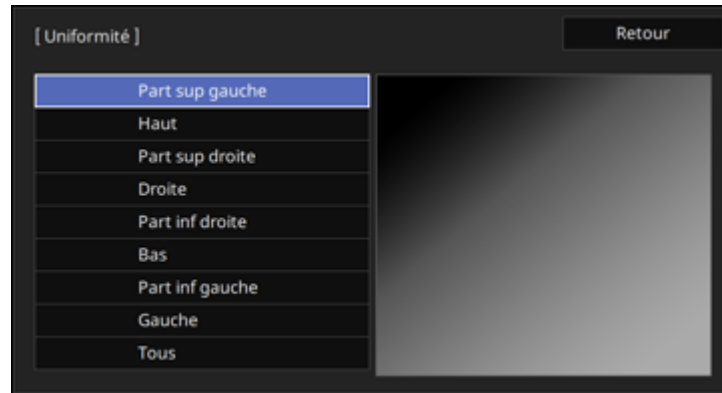 [ Uniformité ]
Retour
Part sup gauche
Haut
Part sup droite
Droite
Part inf droite
Bas
Part inf gauche
Gauche
Tous